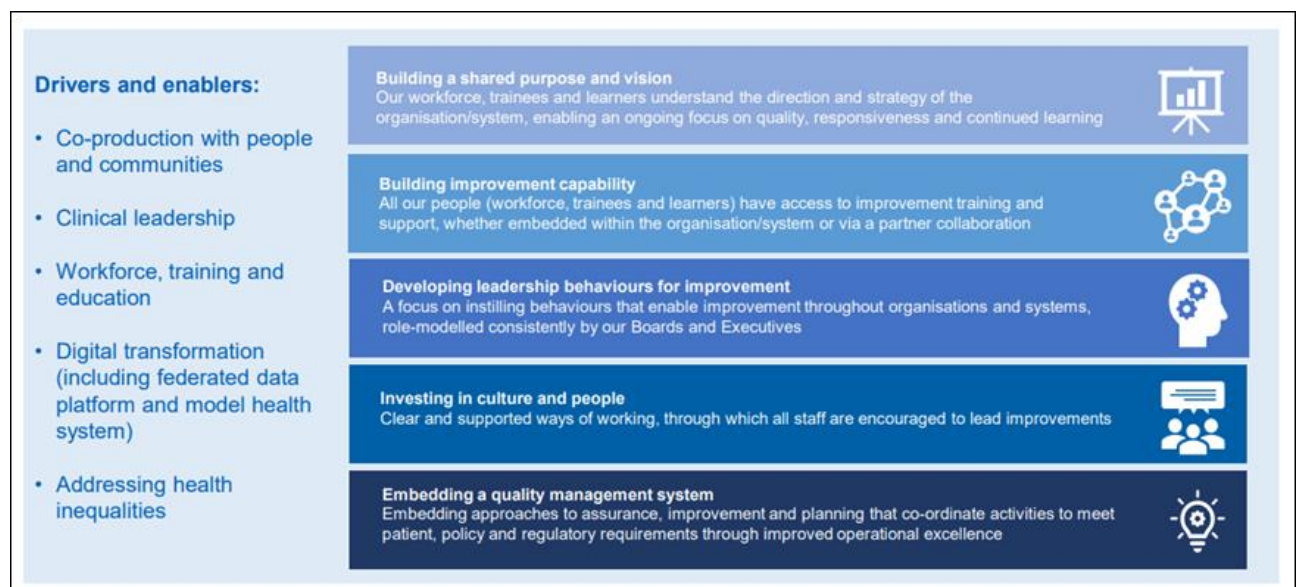 Drivers and enablers:
• Co-production with people
and communities
• Clinical leadership
• Workforce, training and
education
• Digital transformation
(including federated data
platform and model health
system)
• Addressing health
inequalities
Building a shared purpose and vision
Our workforce, trainees and learners understand the direction and strategy of the
organisation/system, enabling an ongoing focus on quality, responsiveness and continued learning
Building improvement capability
All our people (workforce, trainees and learners) have access to improvement training and
support, whether embedded within the organisation/system or via a partner collaboration
Developing leadership behaviours for improvement
A focus on instilling behaviours that enable improvement throughout organisations and systems,
role-modelled consistently by our Boards and Executives
Investing in culture and people
Clear and supported ways of working, through which all staff are encouraged to lead improvements
Embedding a quality management system
Embedding approaches to assurance, improvement and planning that co-ordinate activities to meet
patient, policy and regulatory requirements through improved operational excellence